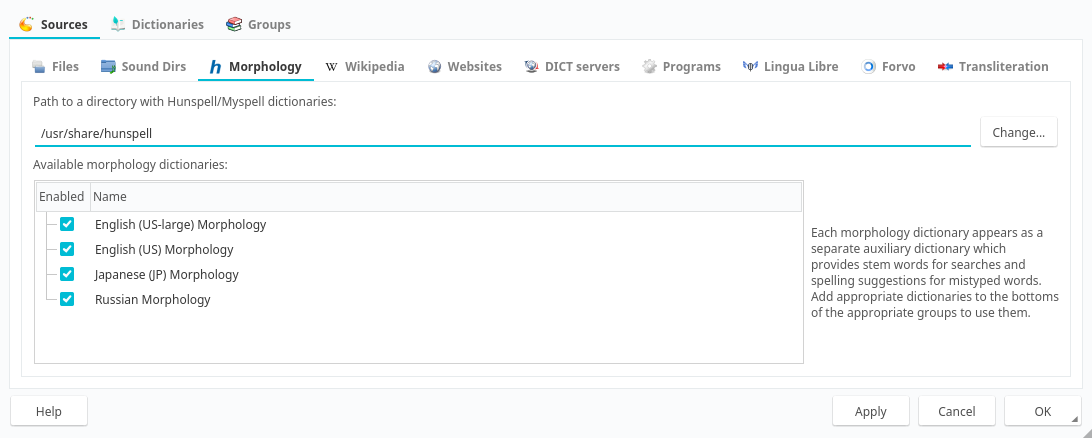 Sources Dictionaries Groups
Files Sound Dirs Morphology Wikipedia Websites DICT servers Programs Lingua Libre Forvo Transliteration
Path to a directory with Hunspell/Myspell dictionaries:
/usr/share/hunspell Change...
Available morphology dictionaries:
Enabled Name
English (US-large) Morphology
English (US) Morphology
Japanese (JP) Morphology
Russian Morphology
Each morphology dictionary appears as a
separate auxiliary dictionary which
provides stem words for searches and
spelling suggestions for mistyped words.
Add appropriate dictionaries to the bottoms
of the appropriate groups to use them.
Help Apply Cancel OK